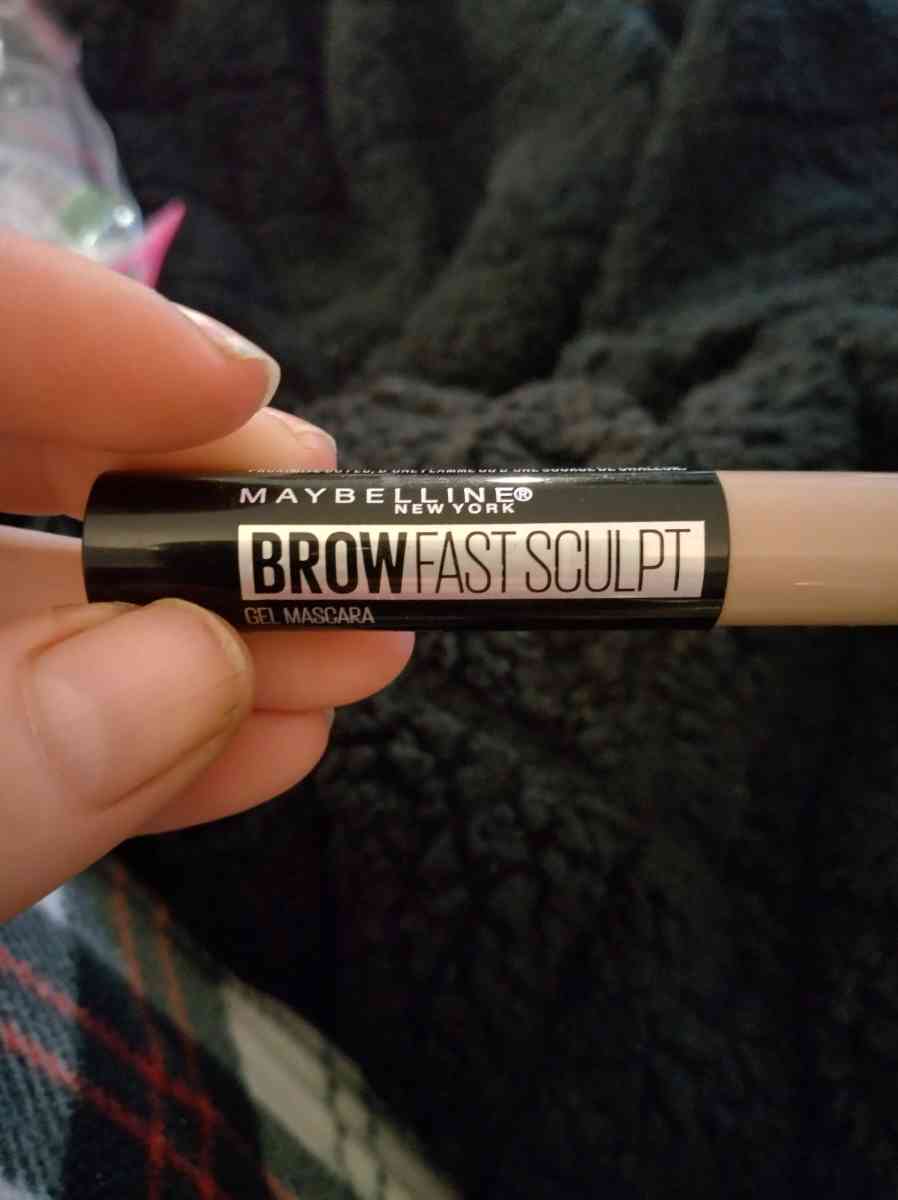 MAYBELLINE®
NEW YORK
BROW FAST SCULPT
GEL MASCARA